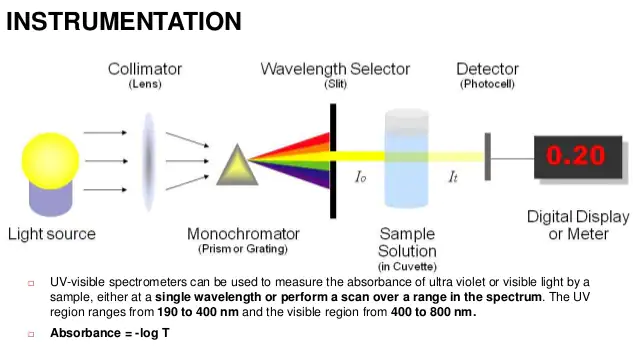 INSTRUMENTATION
Collimator
(Lens)
Wavelength Selector
(Slit)
Detector
(Photocell)
0.20
Io
It
Light source
Monochromator
(Prism or Grating)
Sample
Solution
(in Cuvette)
Digital Display
or Meter
UV-visible spectrometers can be used to measure the absorbance of ultra violet or visible light by a
sample, either at a single wavelength or perform a scan over a range in the spectrum. The UV
region ranges from 190 to 400 nm and the visible region from 400 to 800 nm.
Absorbance = -log T